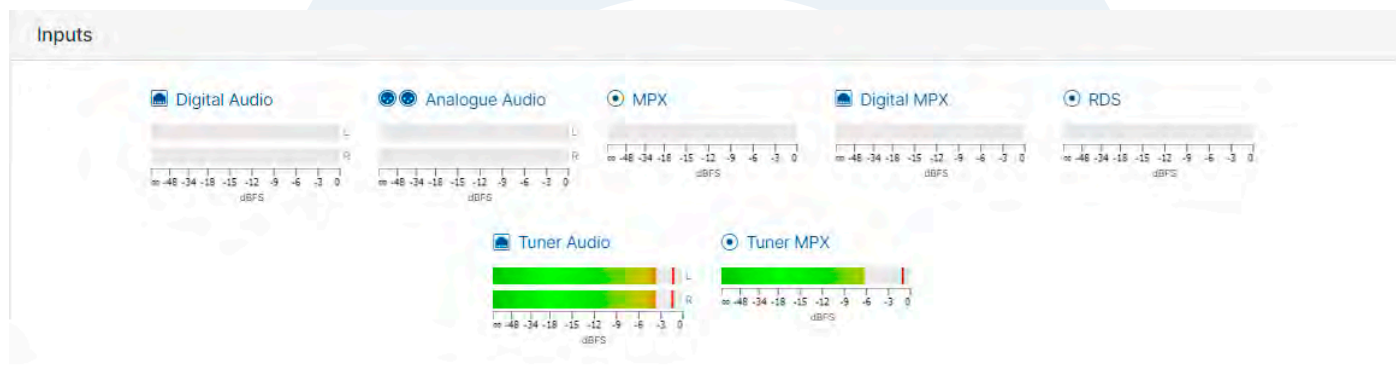 Inputs
Digital Audio
L
R
∞ -48 -34 -18 -15 -12 -9 -6 -3 0
dBFS
Analogue Audio
L
R
∞ -48 -34 -18 -15 -12 -9 -6 -3 0
dBFS
MPX
∞ -48 -34 -18 -15 -12 -9 -6 -3 0
dBFS
Digital MPX
∞ -48 -34 -18 -15 -12 -9 -6 -3 0
dBFS
RDS
∞ -48 -34 -18 -15 -12 -9 -6 -3 0
dBFS
Tuner Audio
L
R
∞ -48 -34 -18 -15 -12 -9 -6 -3 0
dBFS
Tuner MPX
∞ -48 -34 -18 -15 -12 -9 -6 -3 0
dBFS